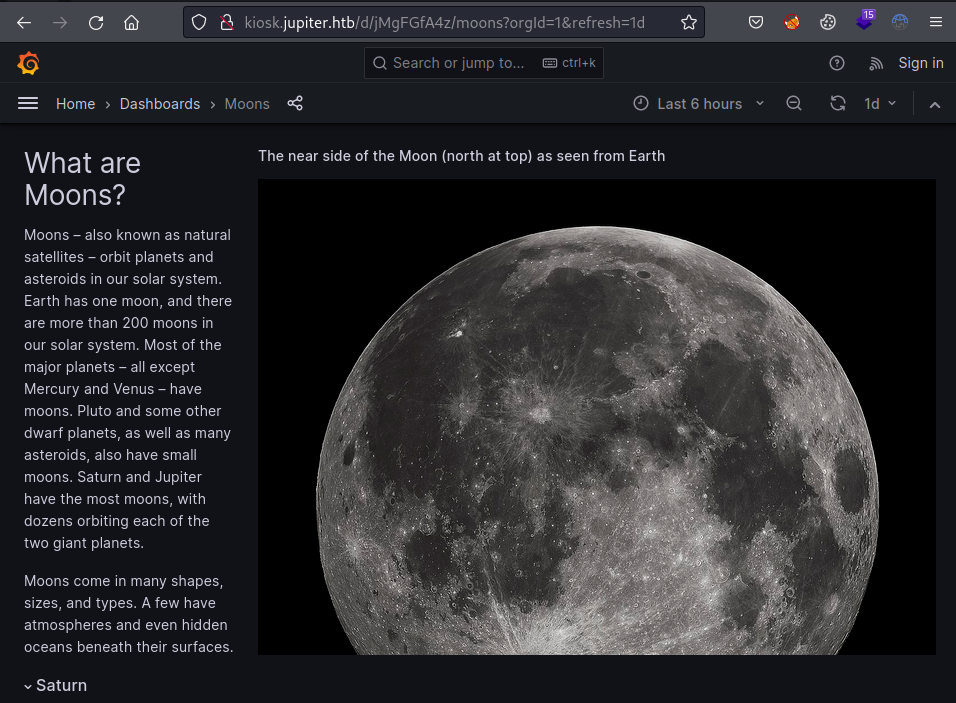 kiosk.jupiter.htb/d/jMgFGfA4z/moons?orgId=1&refresh=1d
15
Search or jump to... ctrl+k
Sign in
Home › Dashboards › Moons
Last 6 hours
1d
What are
Moons?
Moons – also known as natural
satellites – orbit planets and
asteroids in our solar system.
Earth has one moon, and there
are more than 200 moons in
our solar system. Most of the
major planets – all except
Mercury and Venus – have
moons. Pluto and some other
dwarf planets, as well as many
asteroids, also have small
moons. Saturn and Jupiter
have the most moons, with
dozens orbiting each of the
two giant planets.
Moons come in many shapes,
sizes, and types. A few have
atmospheres and even hidden
oceans beneath their surfaces.
Saturn
The near side of the Moon (north at top) as seen from Earth